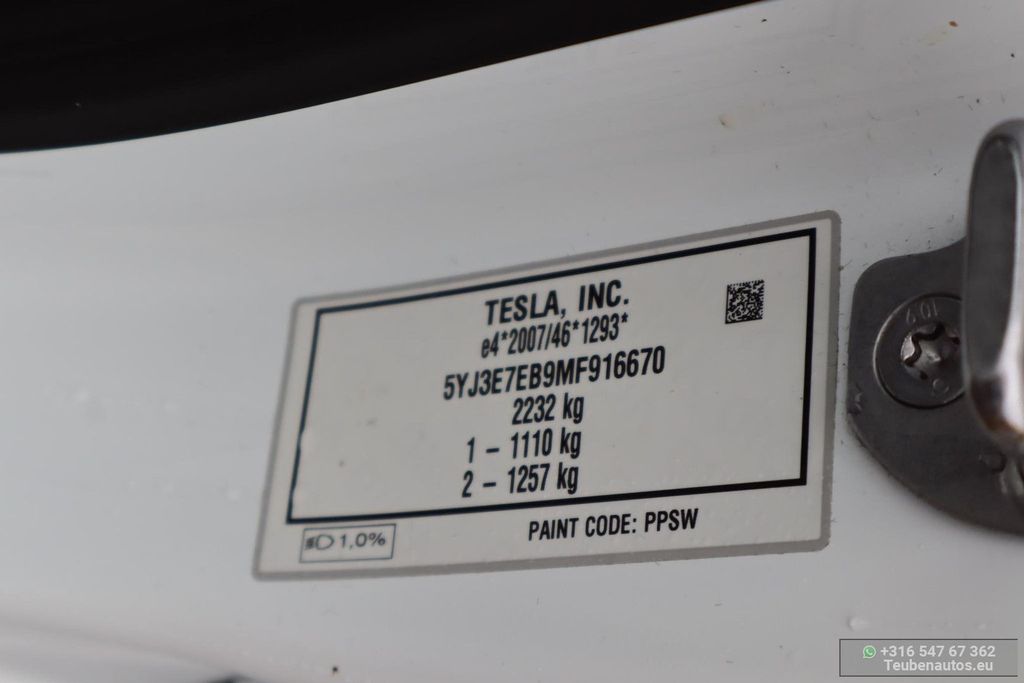 TESLA, INC.
e4*2007/46*1293*
5YJ3E7EB9MF916670
2232 kg
1 – 1110 kg
2 – 1257 kg
1,0%
PAINT CODE: PPSW
+316 547 67 362
Teubenautos.eu